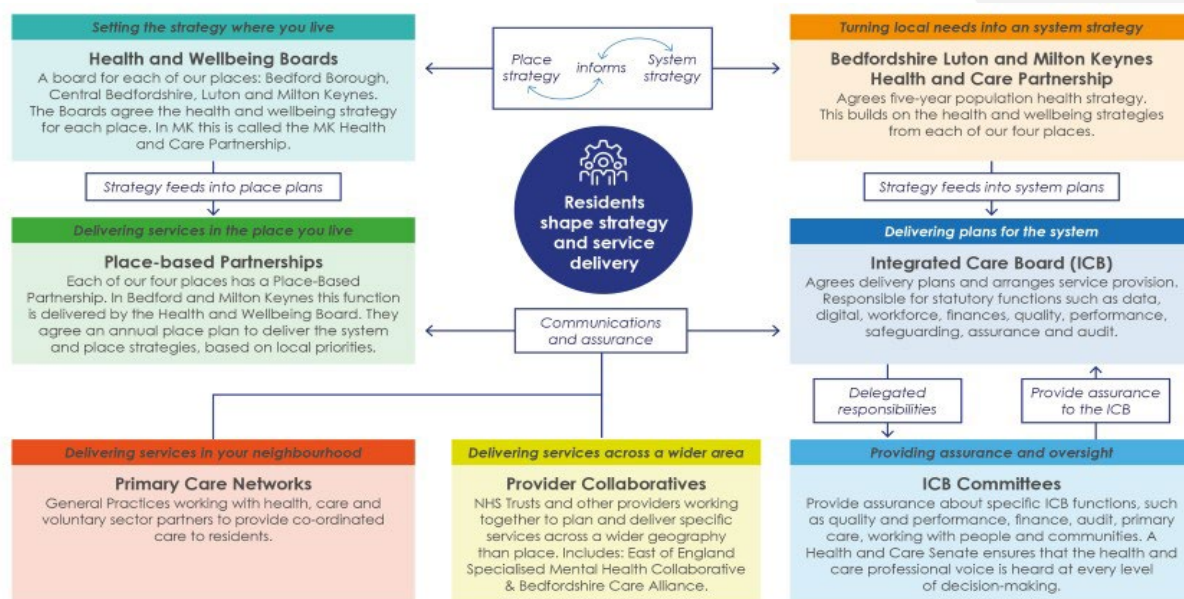 Setting the strategy where you live
Health and Wellbeing Boards
A board for each of our places: Bedford Borough,
Central Bedfordshire, Luton and Milton Keynes.
The Boards agree the health and wellbeing strategy
for each place. In MK this is called the MK Health
and Care Partnership.
Place
strategy
informs
System
strategy
Turning local needs into an system strategy
Bedfordshire Luton and Milton Keynes
Health and Care Partnership
Agrees five-year population health strategy.
This builds on the health and wellbeing strategies
from each of our four places.
Strategy feeds into place plans
Residents
shape strategy
and service
delivery
Strategy feeds into system plans
Delivering services in the place you live
Place-based Partnerships
Each of our four places has a Place-Based
Partnership. In Bedford and Milton Keynes this function
is delivered by the Health and Wellbeing Board. They
agree an annual place plan to deliver the system
and place strategies, based on local priorities.
Communications
and assurance
Delivering plans for the system
Integrated Care Board (ICB)
Agrees delivery plans and arranges service provision.
Responsible for statutory functions such as data,
digital, workforce, finances, quality, performance,
safeguarding, assurance and audit.
Delegated
responsibilities
Provide assurance
to the ICB
Delivering services in your neighbourhood
Primary Care Networks
General Practices working with health, care and
voluntary sector partners to provide co-ordinated
care to residents.
Delivering services across a wider area
Provider Collaboratives
NHS Trusts and other providers working
together to plan and deliver specific
services across a wider geography
than place. Includes: East of England
Specialised Mental Health Collaborative
& Bedfordshire Care Alliance.
Providing assurance and oversight
ICB Committees
Provide assurance about specific ICB functions, such
as quality and performance, finance, audit, primary
care, working with people and communities. A
Health and Care Senate ensures that the health and
care professional voice is heard at every level
of decision-making.